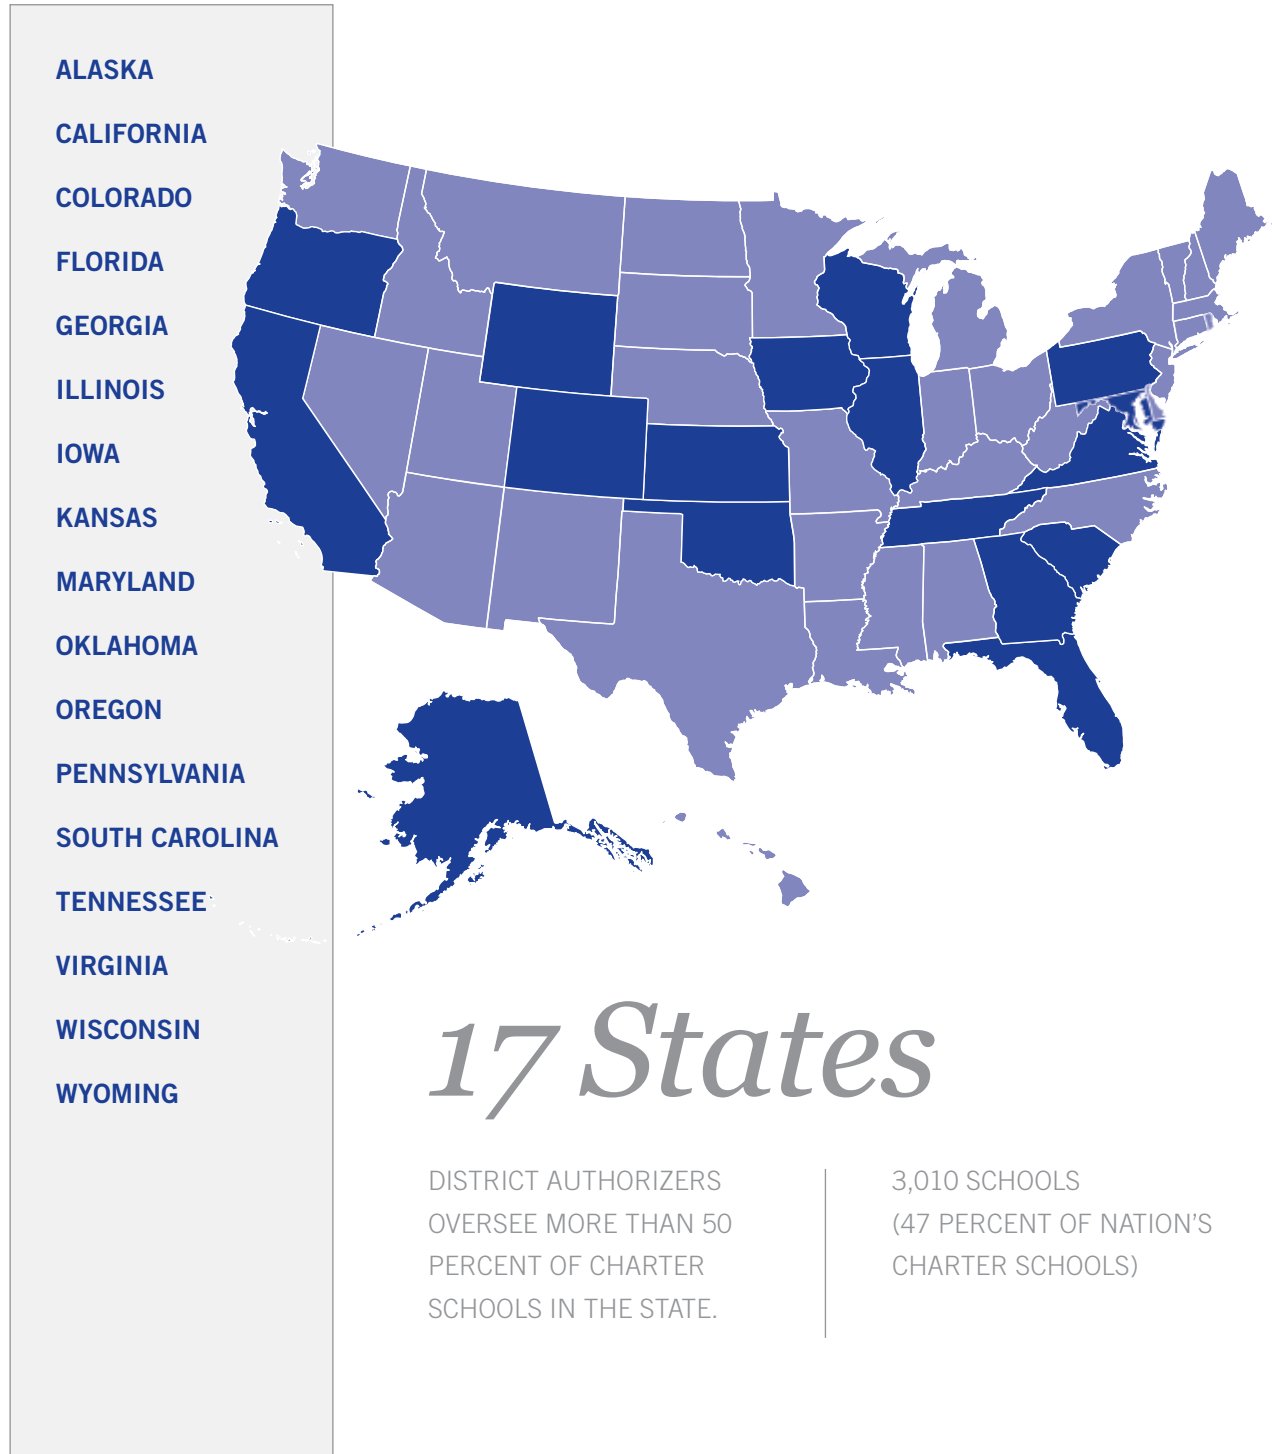 ALASKA
CALIFORNIA
COLORADO
FLORIDA
GEORGIA
ILLINOIS
IOWA
KANSAS
MARYLAND
OKLAHOMA
OREGON
PENNSYLVANIA
SOUTH CAROLINA
TENNESSEE
VIRGINIA
WISCONSIN
WYOMING
17 States
DISTRICT AUTHORIZERS
OVERSEE MORE THAN 50
PERCENT OF CHARTER
SCHOOLS IN THE STATE.
3,010 SCHOOLS
(47 PERCENT OF NATION’S
CHARTER SCHOOLS)